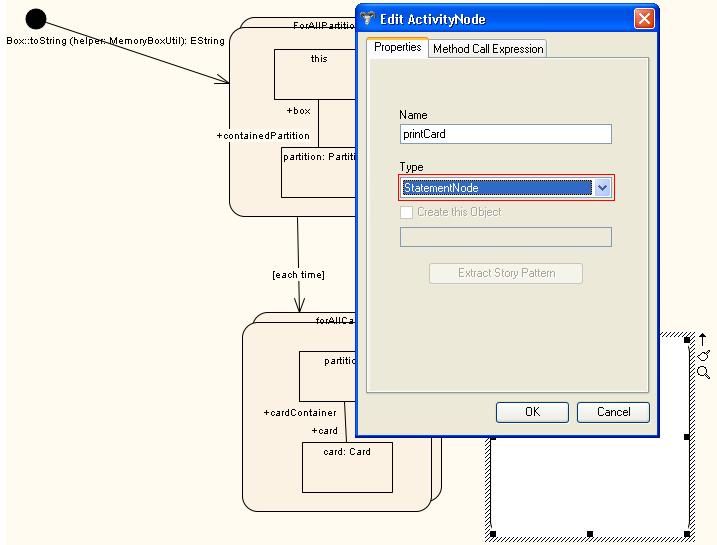 ForAllPartition
Edit ActivityNode
Box::toString (helper: MemoryBoxUtil): EString
this
Properties
Method Call Expression
+box
+containedPartition
partition: Partiti
Name
printCard
Type
StatementNode
Create this Object
Extract Story Pattern
[each time]
forAllCa
partitio
+cardContainer
+card
card: Card
OK
Cancel